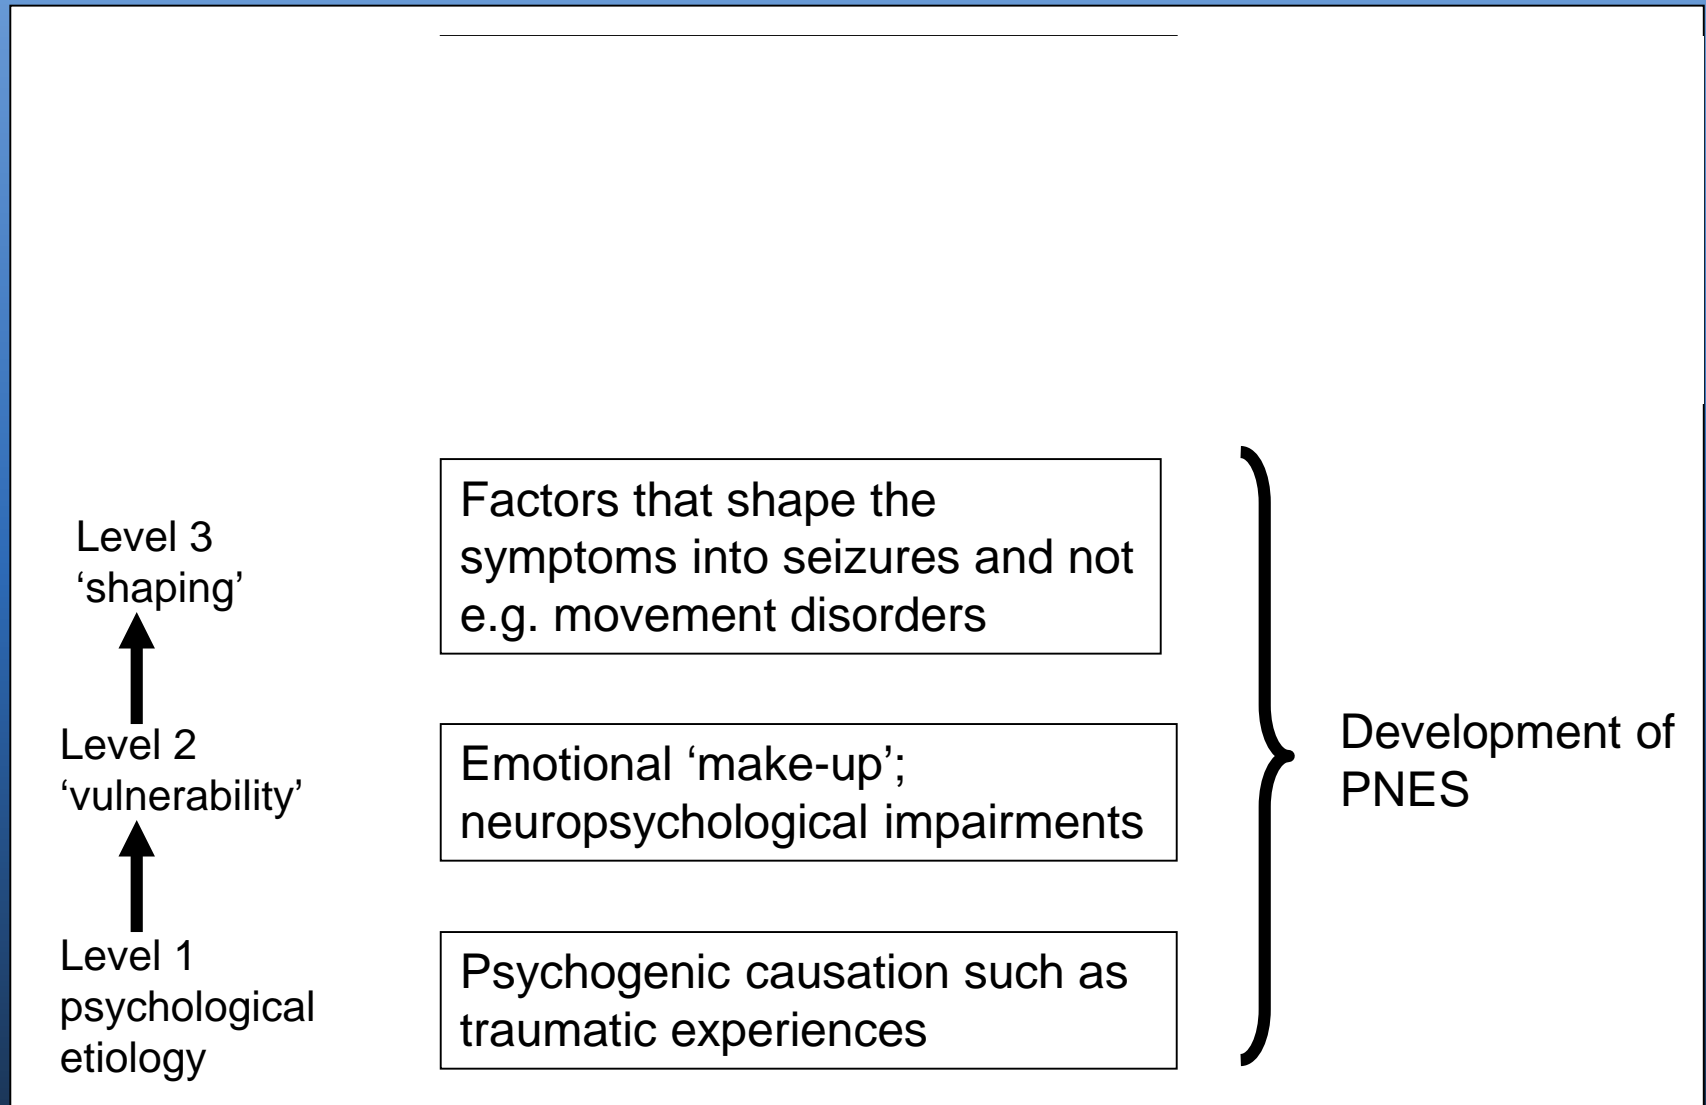 Level 3
‘shaping’
Factors that shape the
symptoms into seizures and not
e.g. movement disorders
Level 2
‘vulnerability’
Emotional ‘make-up’;
neuropsychological impairments
Development of
PNES
Level 1
psychological
etiology
Psychogenic causation such as
traumatic experiences